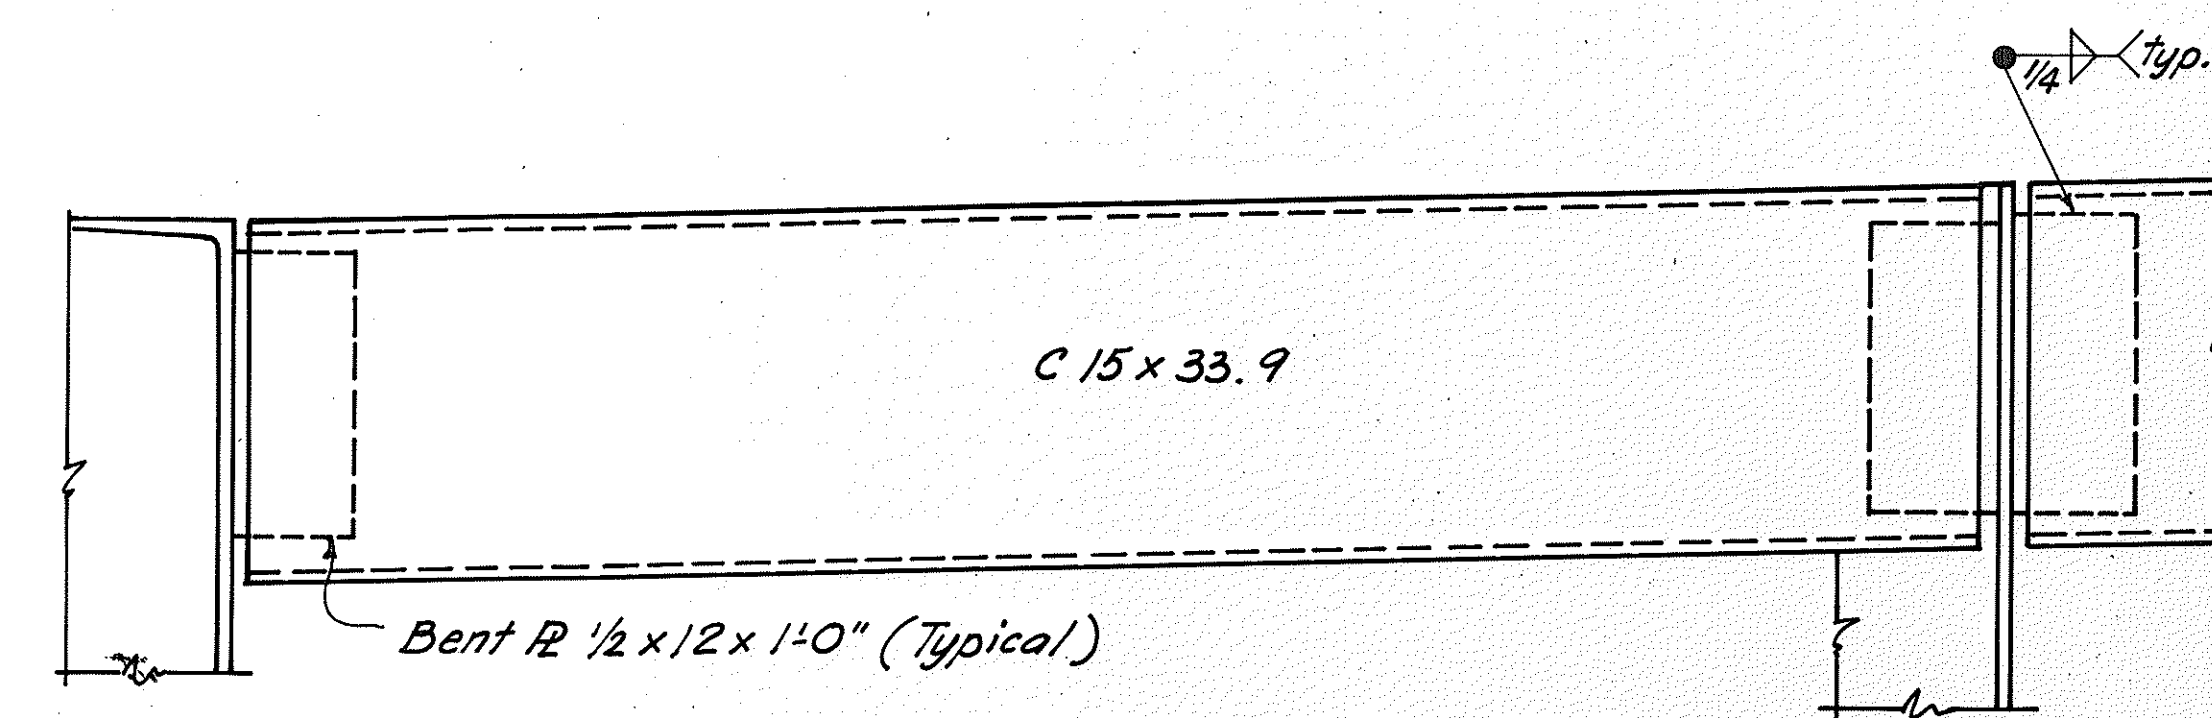 1/4 typ.
C 15 x 33.9
Bent PL 1/2 x 12 x 1'-0" (Typical)